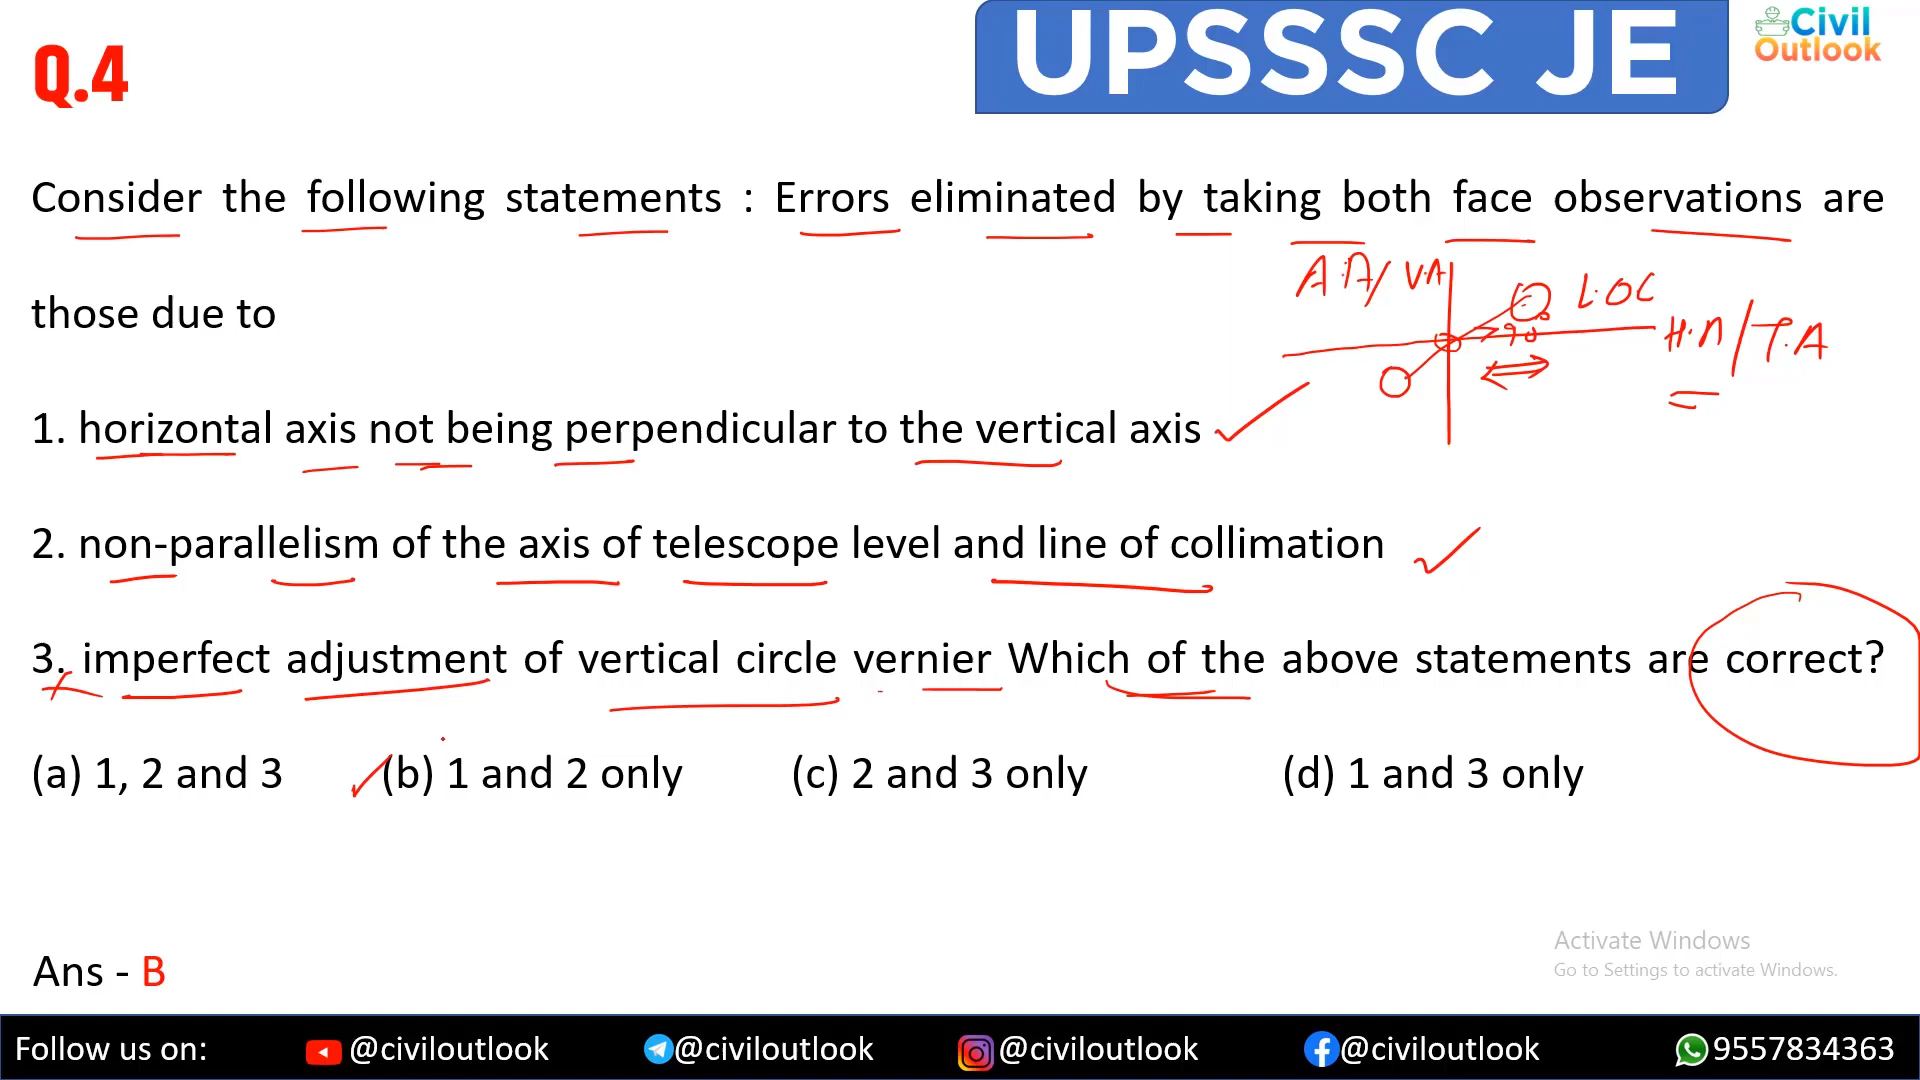 Q.4
UPSSSC JE
Civil
Outlook
Consider the following statements : Errors eliminated by taking both face observations are
those due to
A.A/ V.A
L.O.C
90°
H.A/T.A
1. horizontal axis not being perpendicular to the vertical axis
2. non-parallelism of the axis of telescope level and line of collimation
3. imperfect adjustment of vertical circle vernier Which of the above statements are correct?
(a) 1, 2 and 3 (b) 1 and 2 only (c) 2 and 3 only (d) 1 and 3 only
Activate Windows
Go to Settings to activate Windows.
Ans - B
Follow us on: @civiloutlook @civiloutlook @civiloutlook @civiloutlook 9557834363